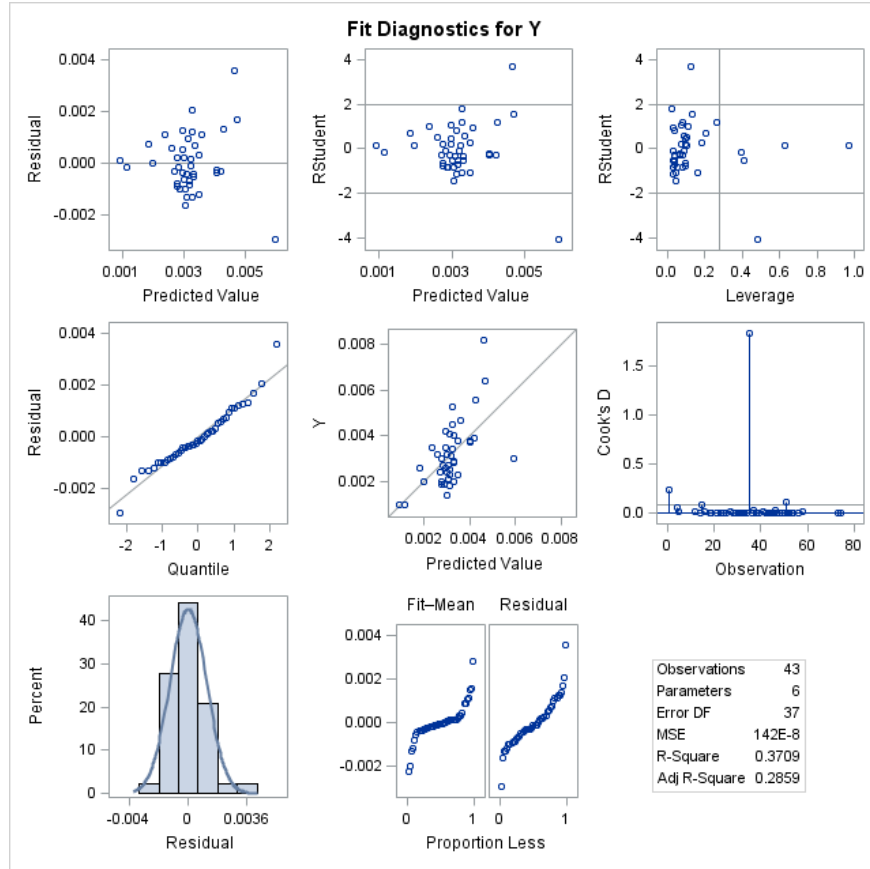 Fit Diagnostics for Y
0.004
0.002
0.000
-0.002
Residual
0.001 0.003 0.005
Predicted Value
4
2
0
-2
-4
RStudent
0.001 0.003 0.005
Predicted Value
4
2
0
-2
-4
RStudent
0.0 0.2 0.4 0.6 0.8 1.0
Leverage
0.004
0.002
0.000
-0.002
Residual
-2 -1 0 1 2
Quantile
0.008
0.006
0.004
0.002
Y
0.002 0.004 0.006 0.008
Predicted Value
1.5
1.0
0.5
0.0
Cook's D
0 20 40 60 80
Observation
40
30
20
10
0
Percent
-0.004 0 0.0036
Residual
Fit–Mean Residual
0.004
0.002
0.000
-0.002
0 1 0 1
Proportion Less
Observations 43
Parameters 6
Error DF 37
MSE 142E-8
R-Square 0.3709
Adj R-Square 0.2859